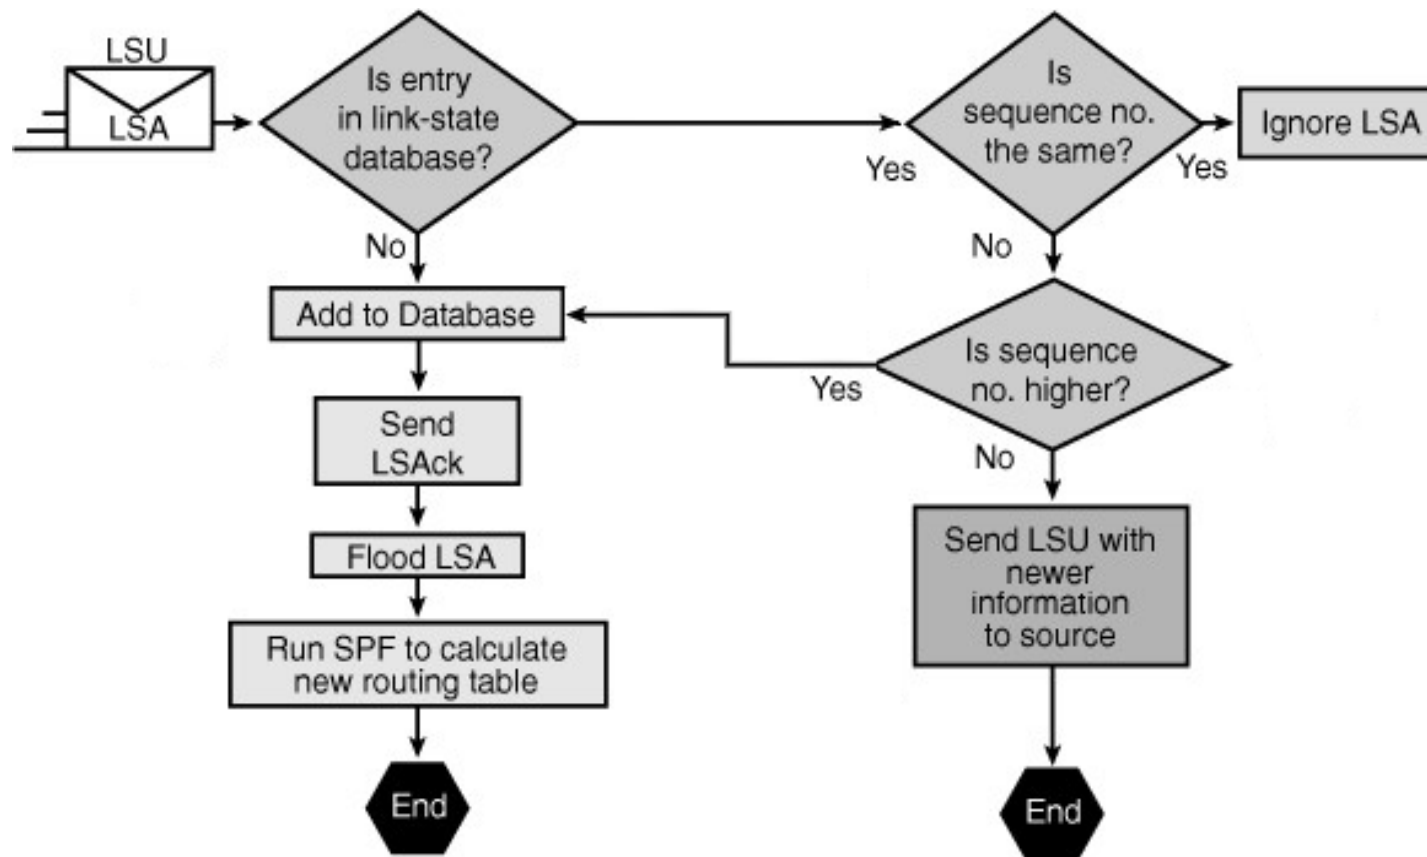 LSU
LSA
Is entry
in link-state
database?
Yes
Is
sequence no.
the same?
Yes
Ignore LSA
No
No
Add to Database
Is sequence
no. higher?
Yes
Send
LSAck
No
Flood LSA
Send LSU with
newer
information
to source
Run SPF to calculate
new routing table
End
End